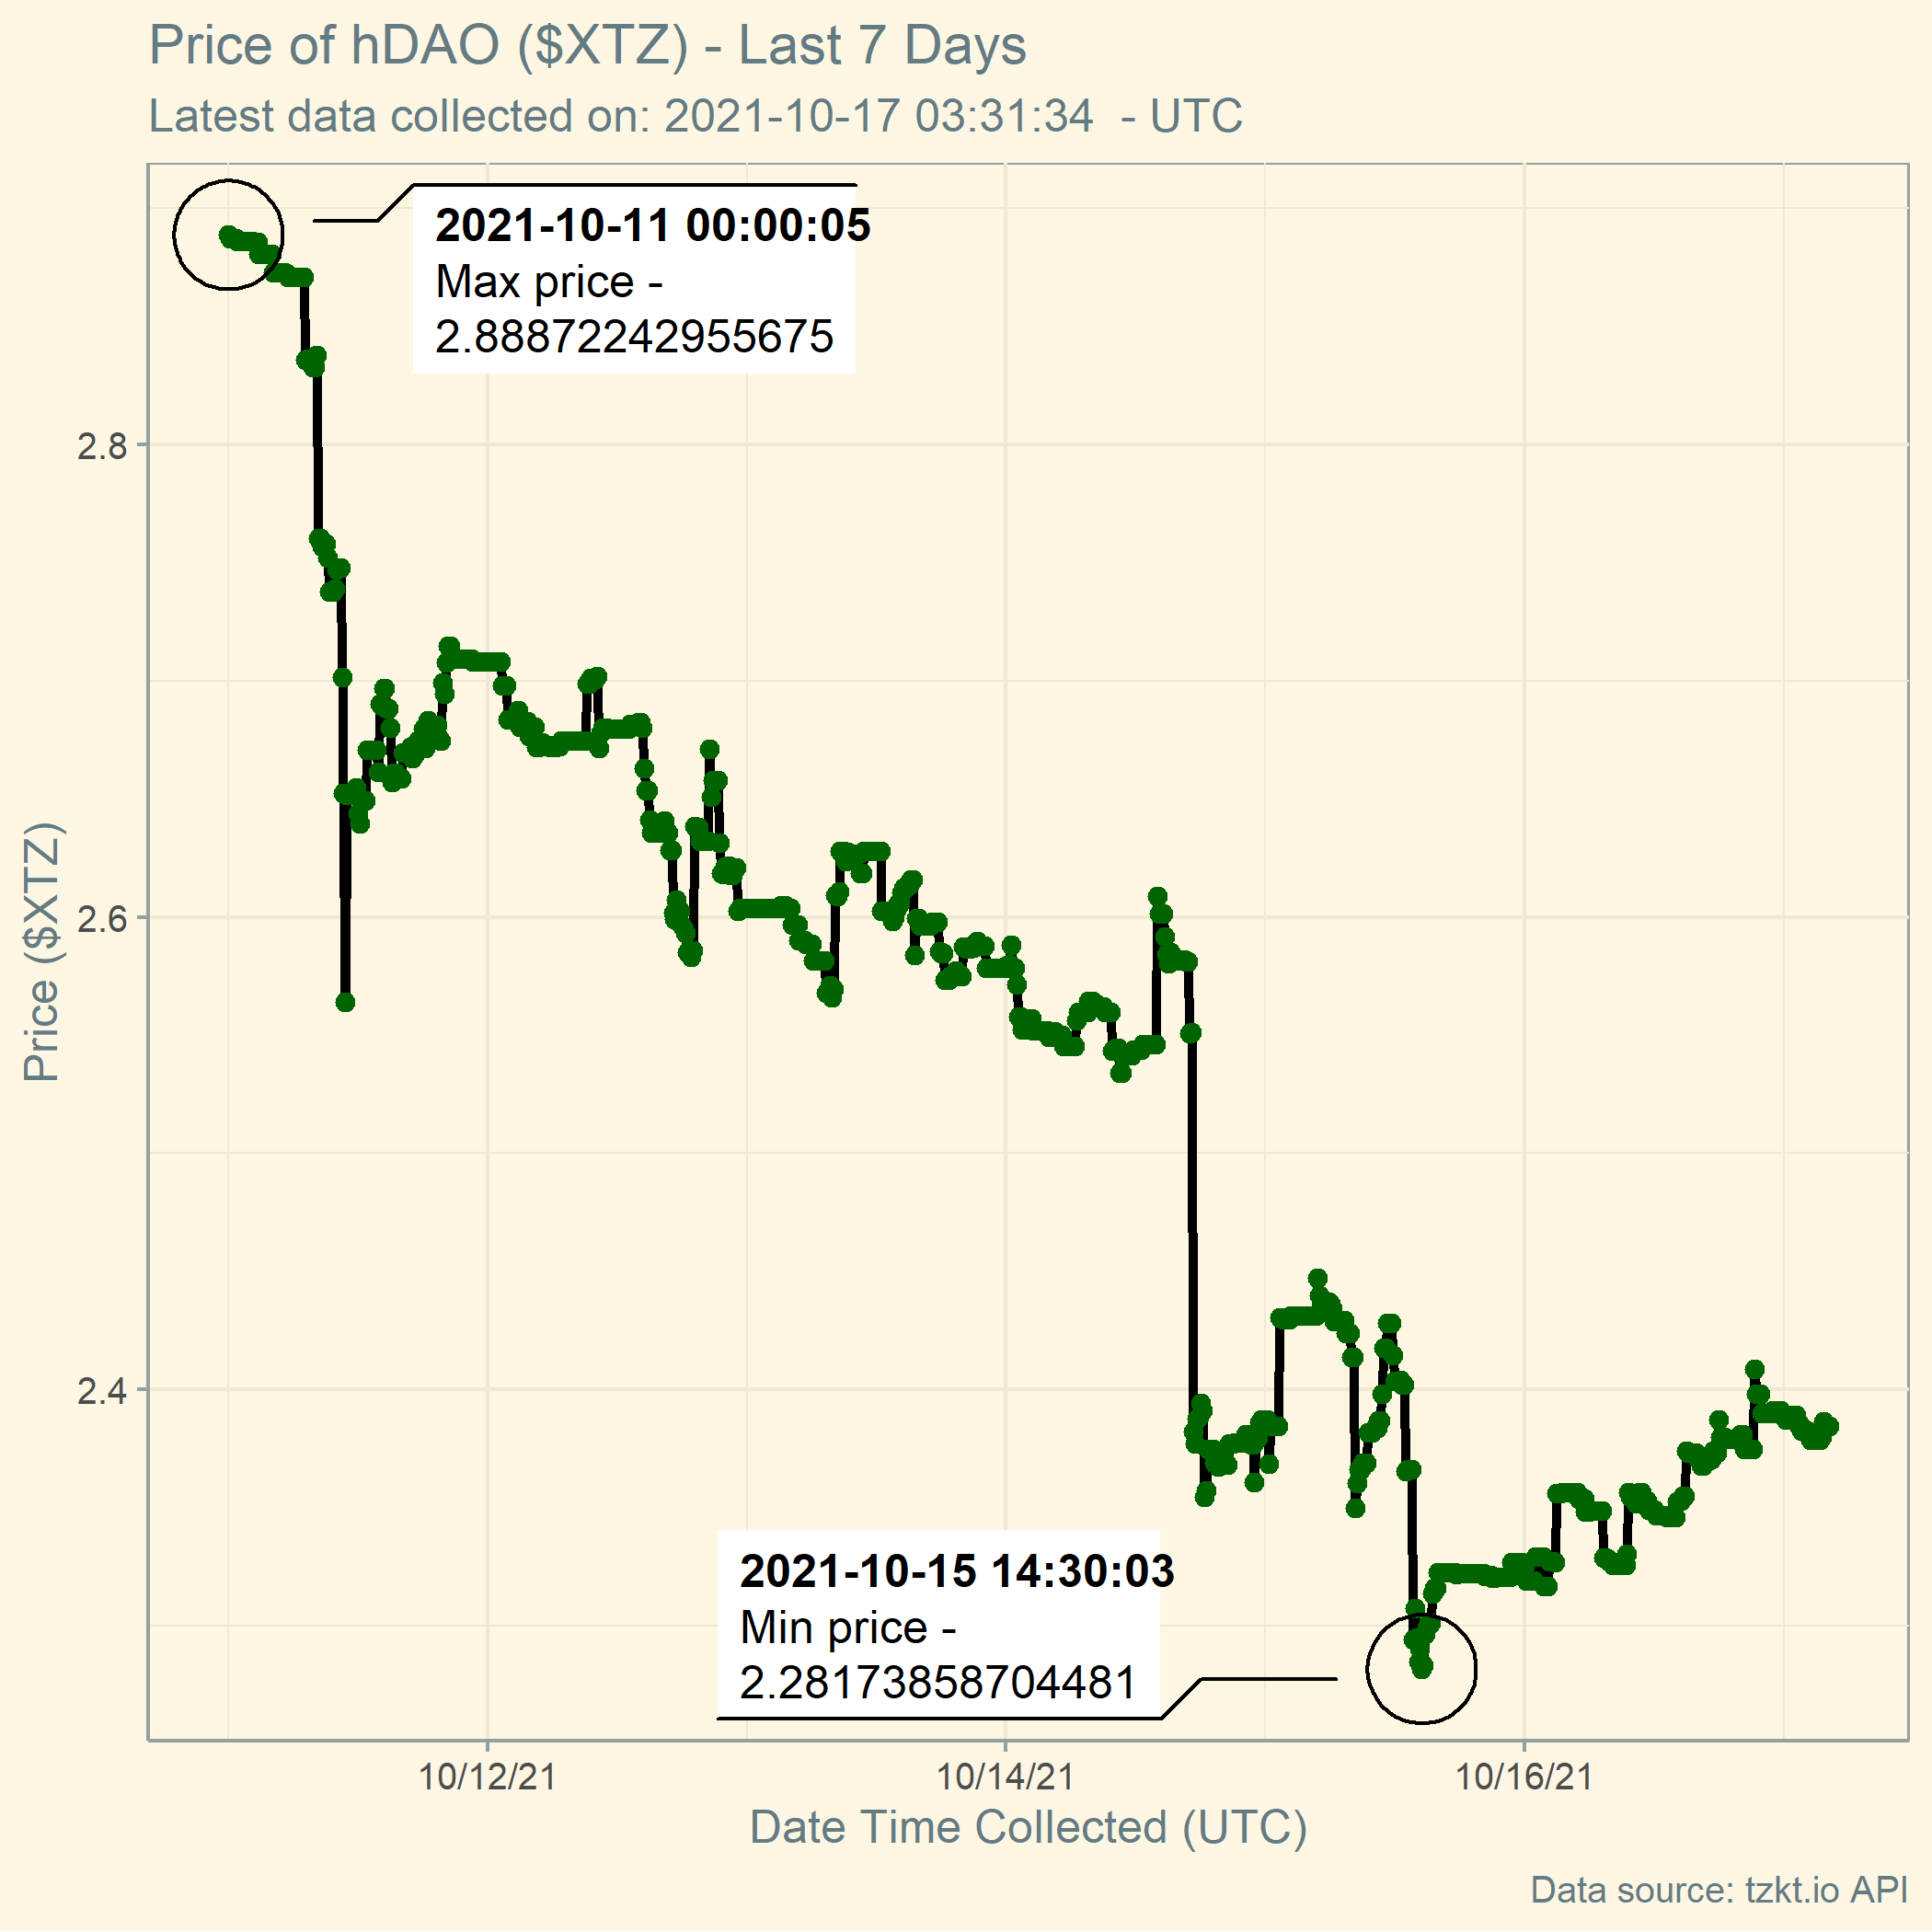 Price of hDAO ($XTZ) - Last 7 Days
Latest data collected on: 2021-10-17 03:31:34  - UTC
2021-10-11 00:00:05
Max price -
2.88872242955675
2.8
2.6
2.4
Price ($XTZ)
2021-10-15 14:30:03
Min price -
2.28173858704481
10/12/21
10/14/21
10/16/21
Date Time Collected (UTC)
Data source: tzkt.io API